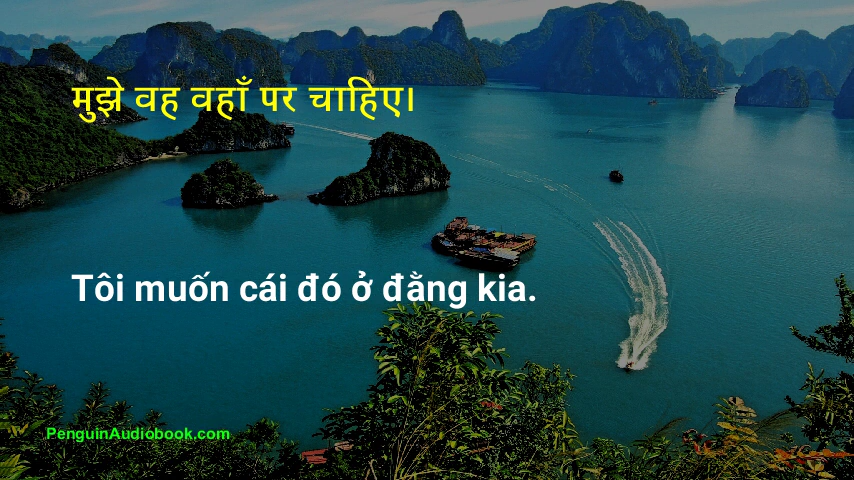 मुझे वह वहाँ पर चाहिए।
Tôi muốn cái đó ở đằng kia.
PenguinAudiobook.com